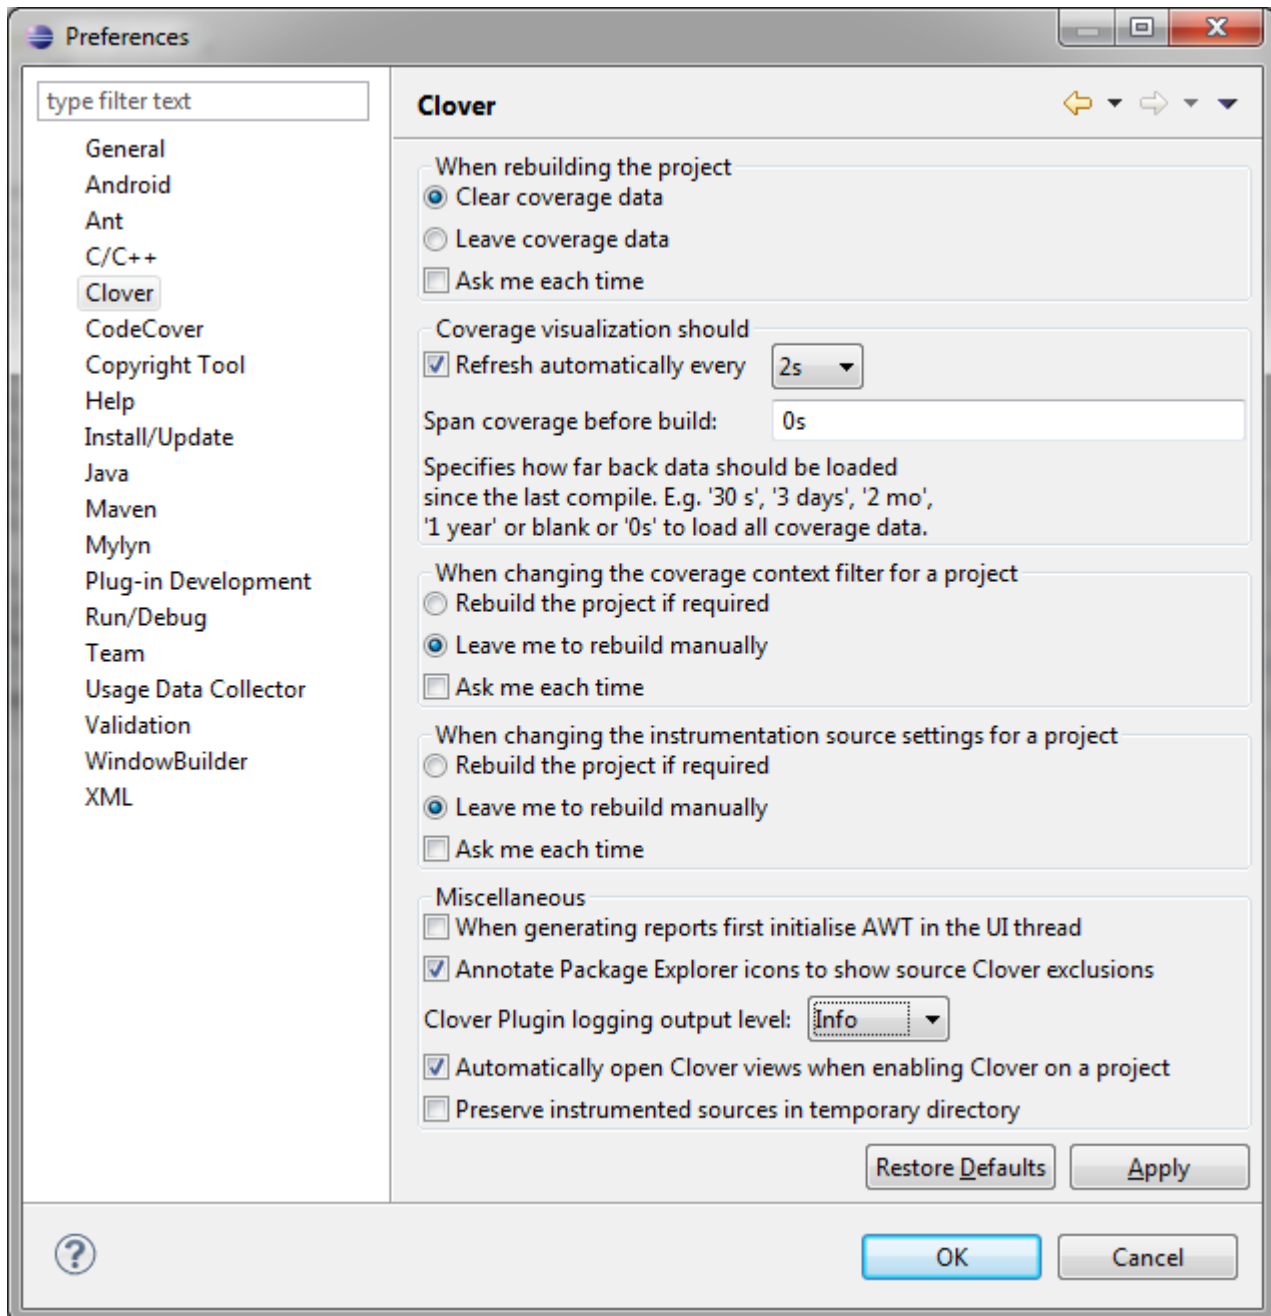 Preferences
type filter text
General
Android
Ant
C/C++
Clover
CodeCover
Copyright Tool
Help
Install/Update
Java
Maven
Mylyn
Plug-in Development
Run/Debug
Team
Usage Data Collector
Validation
WindowBuilder
XML
Clover
When rebuilding the project
Clear coverage data
Leave coverage data
Ask me each time
Coverage visualization should
Refresh automatically every 2s
Span coverage before build: 0s
Specifies how far back data should be loaded
since the last compile. E.g. '30 s', '3 days', '2 mo',
'1 year' or blank or '0s' to load all coverage data.
When changing the coverage context filter for a project
Rebuild the project if required
Leave me to rebuild manually
Ask me each time
When changing the instrumentation source settings for a project
Rebuild the project if required
Leave me to rebuild manually
Ask me each time
Miscellaneous
When generating reports first initialise AWT in the UI thread
Annotate Package Explorer icons to show source Clover exclusions
Clover Plugin logging output level: Info
Automatically open Clover views when enabling Clover on a project
Preserve instrumented sources in temporary directory
Restore Defaults Apply
? OK Cancel